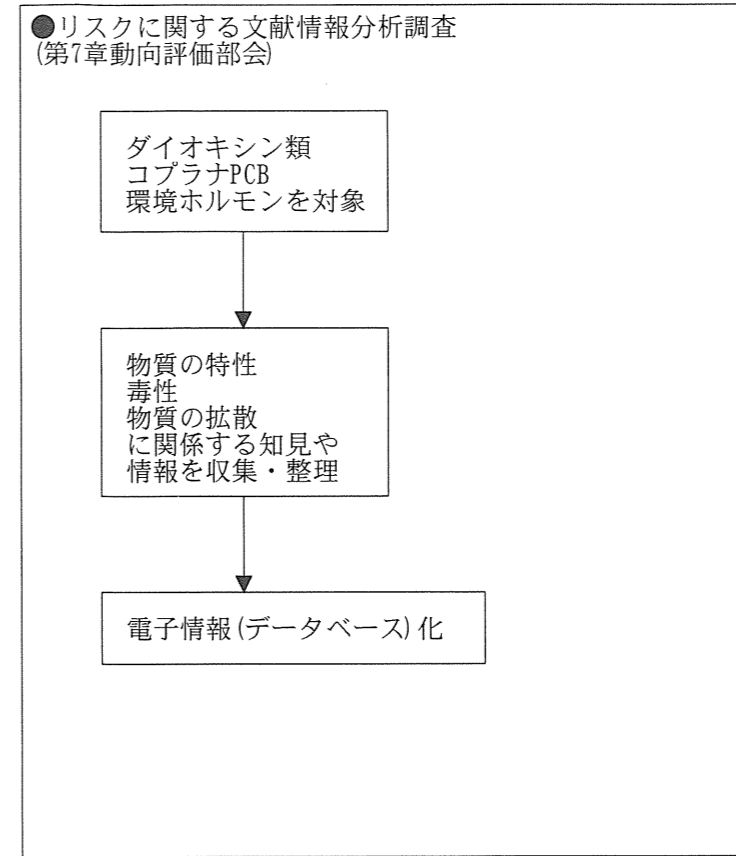 ●リスクに関する文献情報分析調査
(第7章動向評価部会)
ダイオキシン類
コプラナPCB
環境ホルモンを対象
物質の特性
毒性
物質の拡散
に関係する知見や
情報を収集・整理
電子情報(データベース)化